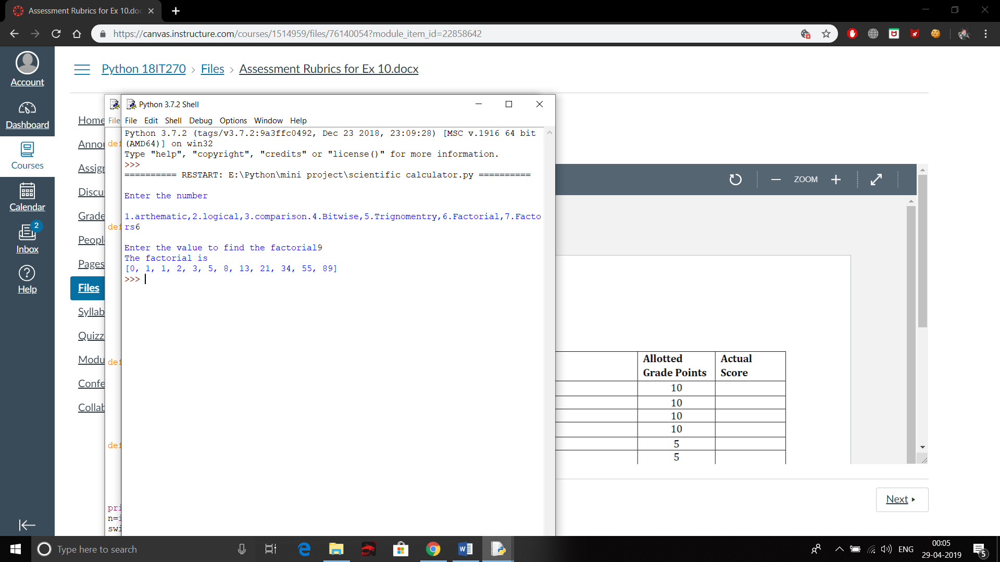 Assessment Rubrics for Ex 10.doc
https://canvas.instructure.com/courses/1514959/files/76140054?module_item_id=22858642
Account
Dashboard
Courses
Calendar
2
Inbox
Help
Python 18IT270 > Files > Assessment Rubrics for Ex 10.docx
Home
Annou
Assign
Discu
Grade
Peopl
Pages
Files
Syllab
Quizz
Modu
Confe
Collab
File
def
def
def
def
pri
n=i
swi
Python 3.7.2 Shell
File Edit Shell Debug Options Window Help
Python 3.7.2 (tags/v3.7.2:9a3ffc0492, Dec 23 2018, 23:09:28) [MSC v.1916 64 bit
(AMD64)] on win32
Type "help", "copyright", "credits" or "license()" for more information.
>>>
========== RESTART: E:\Python\mini project\scientific calculator.py ==========
Enter the number
1.arthematic,2.logical,3.comparison.4.Bitwise,5.Trignomentry,6.Factorial,7.Facto
rs6
Enter the value to find the factorial9
The factorial is
[0, 1, 1, 2, 3, 5, 8, 13, 21, 34, 55, 89]
>>>
ZOOM
Allotted Grade Points
Actual Score
10
10
10
10
5
5
Next
Type here to search
ENG
00:05
29-04-2019
5